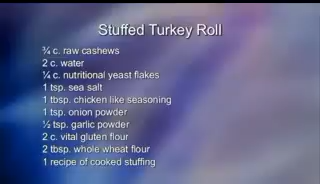 Stuffed Turkey Roll
¾ c. raw cashews
2 c. water
¼ c. nutritional yeast flakes
1 tsp. sea salt
1 tbsp. chicken like seasoning
1 tsp. onion powder
½ tsp. garlic powder
2 c. vital gluten flour
2 tbsp. whole wheat flour
1 recipe of cooked stuffing